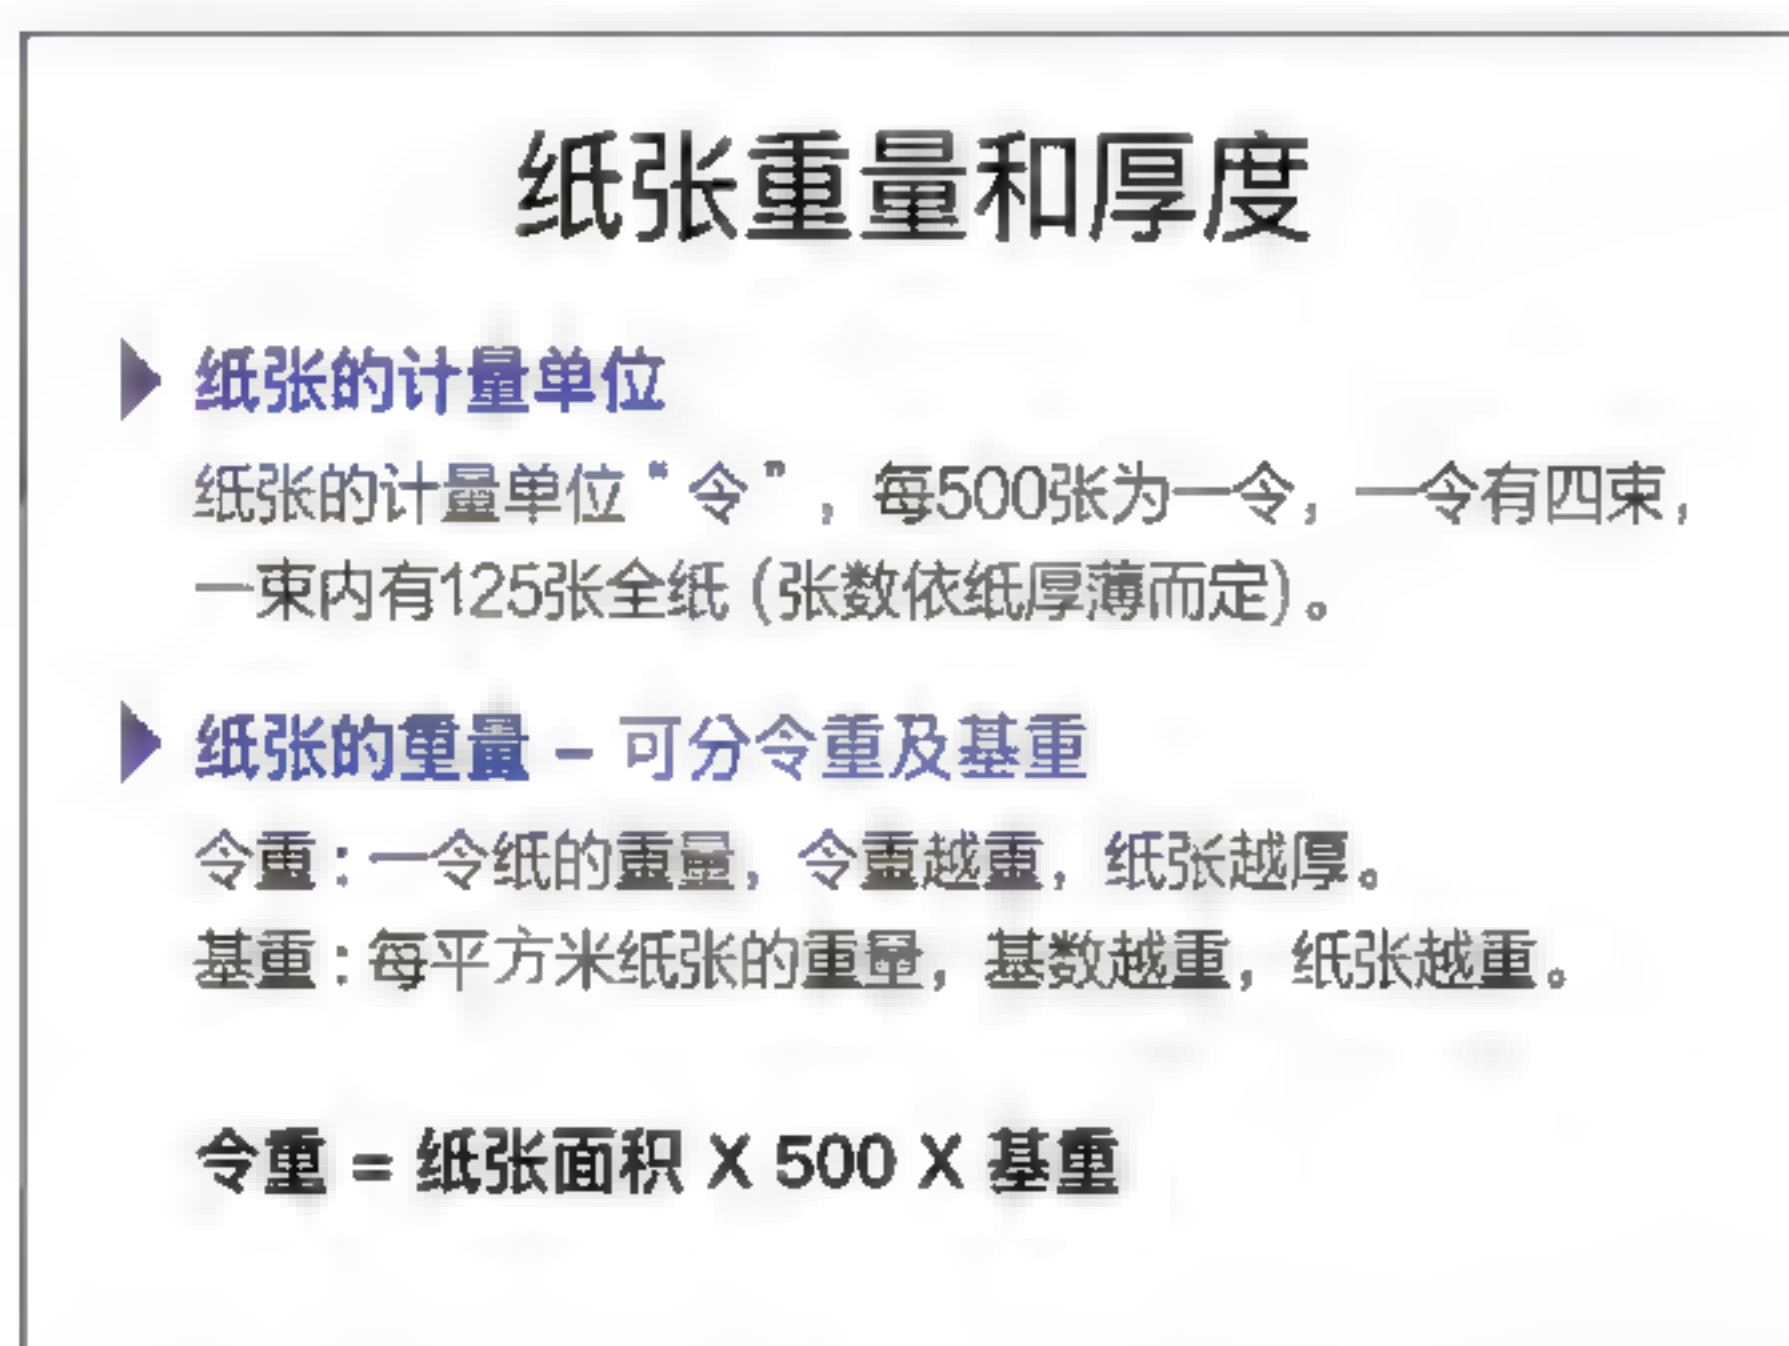 纸张重量和厚度
纸张的计量单位
纸张的计量单位“令”，每500张为一令，一令有四束，
一束内有125张全纸 (张数依纸厚薄而定) 。
纸张的重量 – 可分令重及基重
令重：一令纸的重量，令重越重，纸张越厚。
基重：每平方米纸张的重量，基数越重，纸张越重。
令重 = 纸张面积 X 500 X 基重